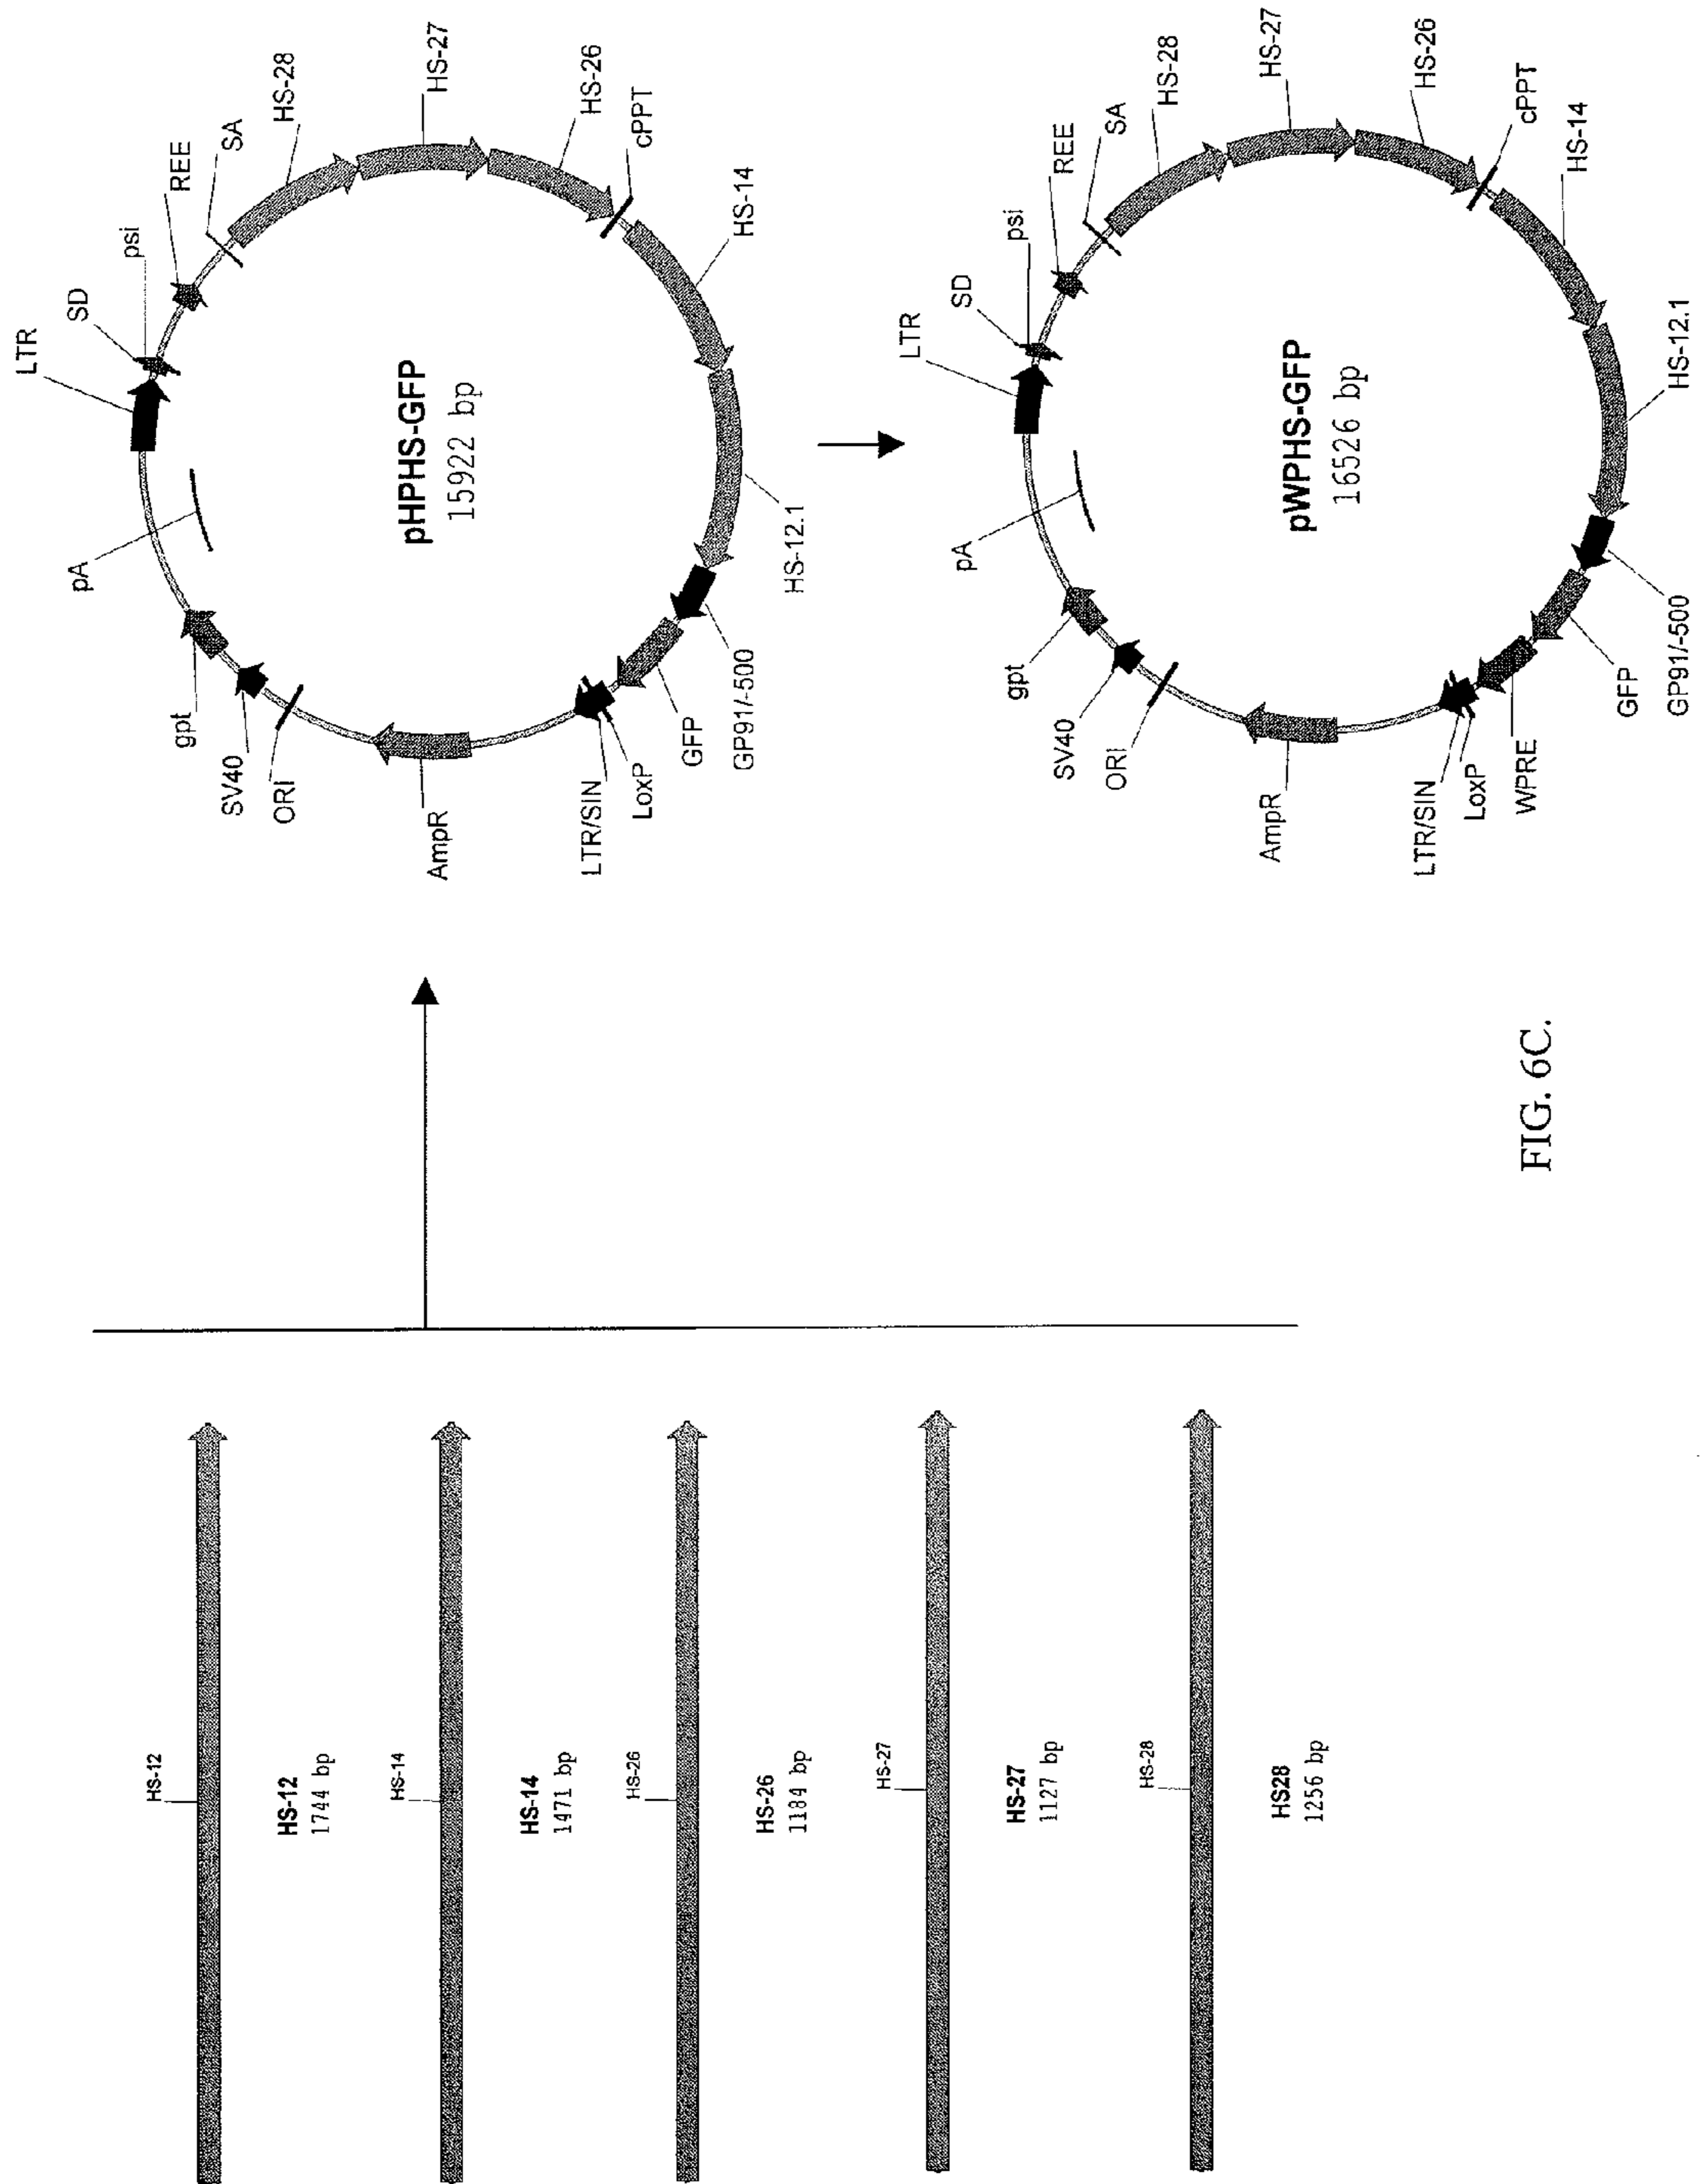 HS-12
HS-12
1744 bp
HS-14
HS-14
1471 bp
HS-26
HS-26
1184 bp
HS-27
HS-27
1127 bp
HS-28
HS28
1256 bp
pHPHS-GFP
15922 bp
LTR
SD
psi
REE
SA
HS-28
HS-27
HS-26
cPPT
HS-14
HS-12.1
GP91/-500
GFP
LoxP
LTR/SIN
AmpR
ORI
SV40
gpt
pA
pWPHS-GFP
16526 bp
LTR
SD
psi
REE
SA
HS-28
HS-27
HS-26
cPPT
HS-14
HS-12.1
GP91/-500
GFP
WPRE
LoxP
LTR/SIN
AmpR
ORI
SV40
gpt
pA
FIG. 6C.